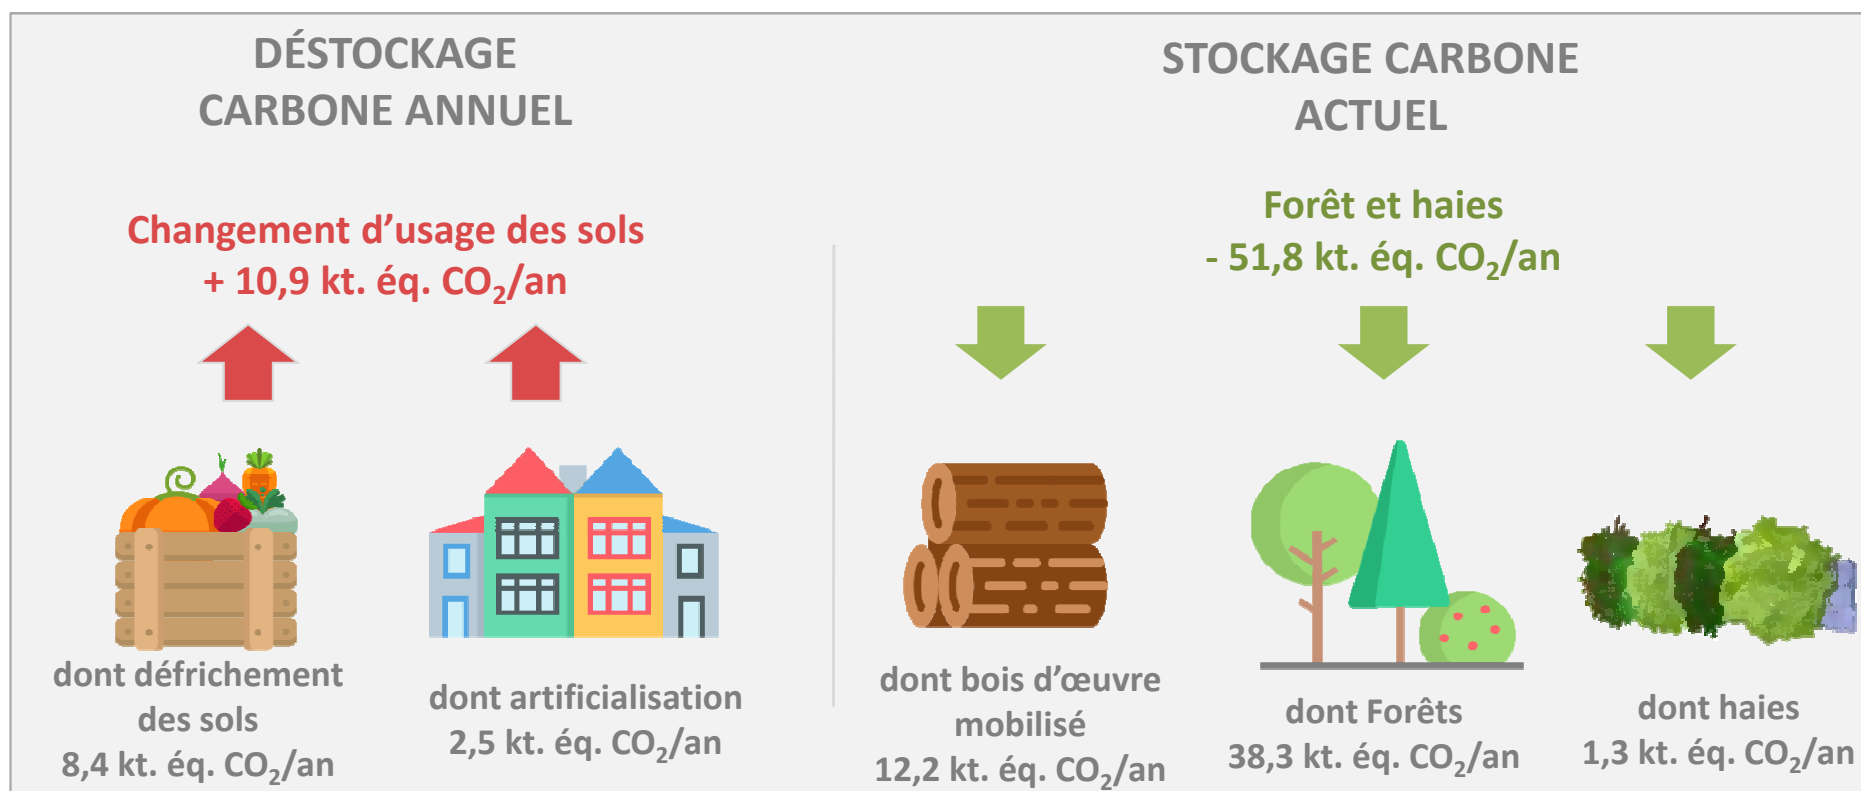 DÉSTOCKAGE
CARBONE ANNUEL
Changement d’usage des sols
+ 10,9 kt. éq. CO₂/an
dont défrichement
des sols
8,4 kt. éq. CO₂/an
dont artificialisation
2,5 kt. éq. CO₂/an
STOCKAGE CARBONE
ACTUEL
Forêt et haies
- 51,8 kt. éq. CO₂/an
dont bois d’œuvre
mobilisé
12,2 kt. éq. CO₂/an
dont Forêts
38,3 kt. éq. CO₂/an
dont haies
1,3 kt. éq. CO₂/an